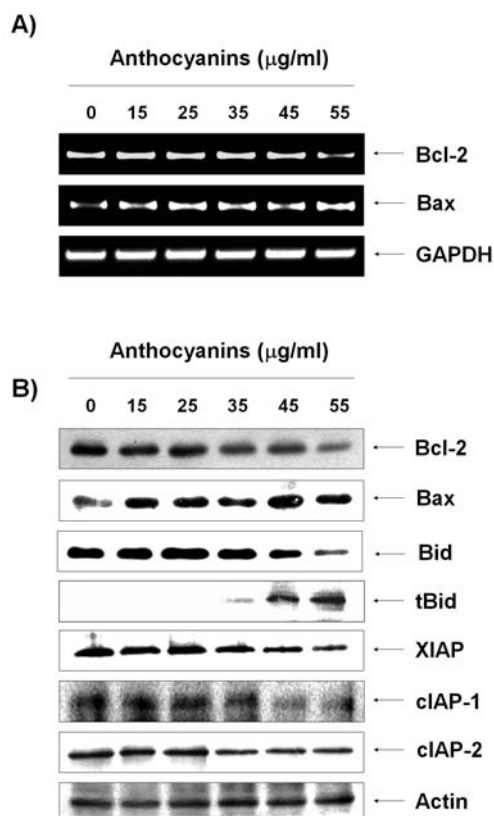 A)
Anthocyanins (μg/ml)
0 15 25 35 45 55
Bcl-2
Bax
GAPDH
Anthocyanins (μg/ml)
B)
0 15 25 35 45 55
Bcl-2
Bax
Bid
tBid
XIAP
cIAP-1
cIAP-2
Actin